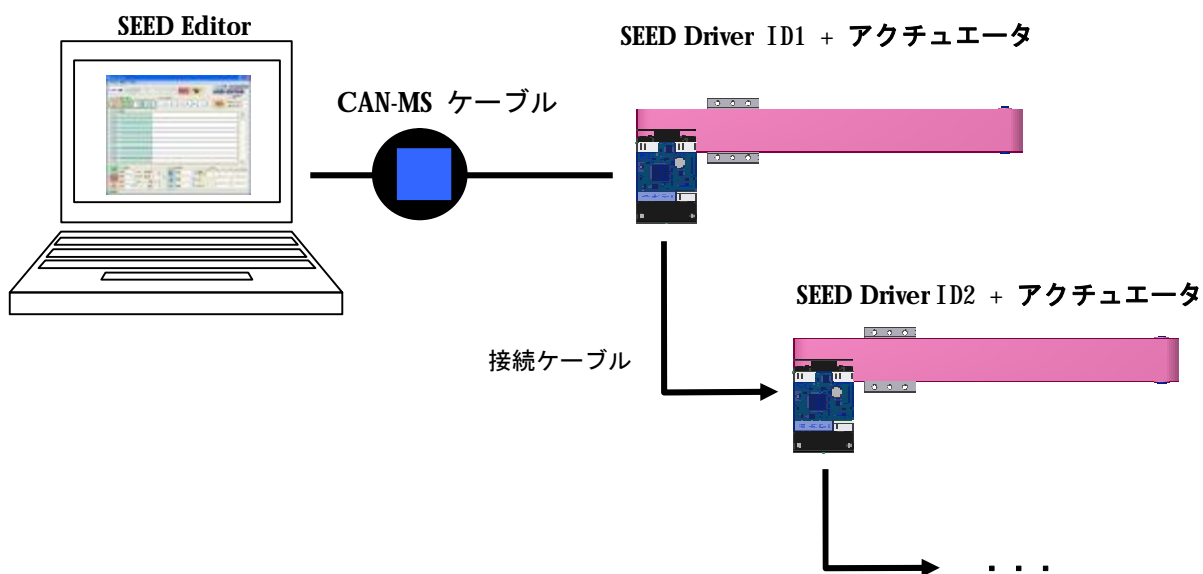 SEED Editor
SEED Driver ID1 + アクチュエータ
CAN-MS ケーブル
SEED Driver ID2 + アクチュエータ
接続ケーブル
・・・